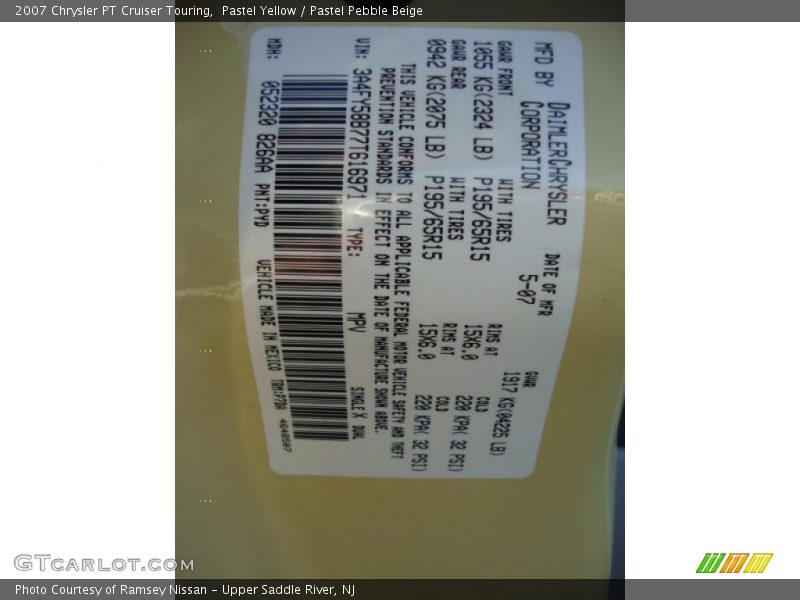 2007 Chrysler PT Cruiser Touring,  Pastel Yellow / Pastel Pebble Beige
MFD BY DAIMLERCHRYSLER CORPORATION
DATE OF MFR 5-07
GVWR 1917 KG(04225 LB)
GAWR FRONT WITH TIRES RIMS AT COLD
1055 KG(2324 LB) P195/65R15 15X6.0 220 KPA( 32 PSI)
GAWR REAR WITH TIRES RIMS AT COLD
0942 KG(2075 LB) P195/65R15 15X6.0 220 KPA( 32 PSI)
THIS VEHICLE CONFORMS TO ALL APPLICABLE FEDERAL MOTOR VEHICLE SAFETY AND THEFT
PREVENTION STANDARDS IN EFFECT ON THE DATE OF MANUFACTURE SHOWN ABOVE.
VIN: 3A4FY58B77T616971 TYPE: MPV SINGLE X DUAL
MDH: 052320 826AA PNT:PYD VEHICLE MADE IN MEXICO 4648507
GTCarLot.com
Photo Courtesy of Ramsey Nissan - Upper Saddle River, NJ